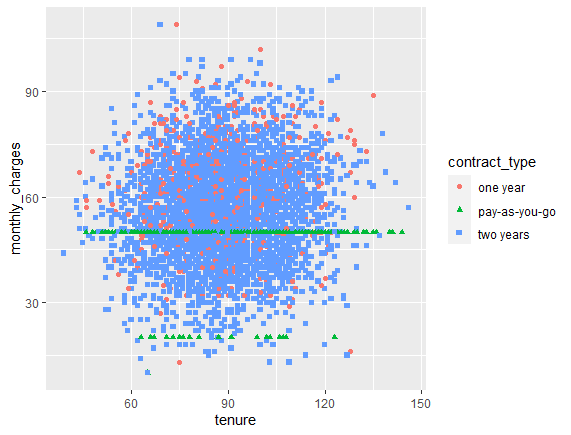 monthly_charges
90
60
30
60
90
120
150
tenure
contract_type
one year
pay-as-you-go
two years